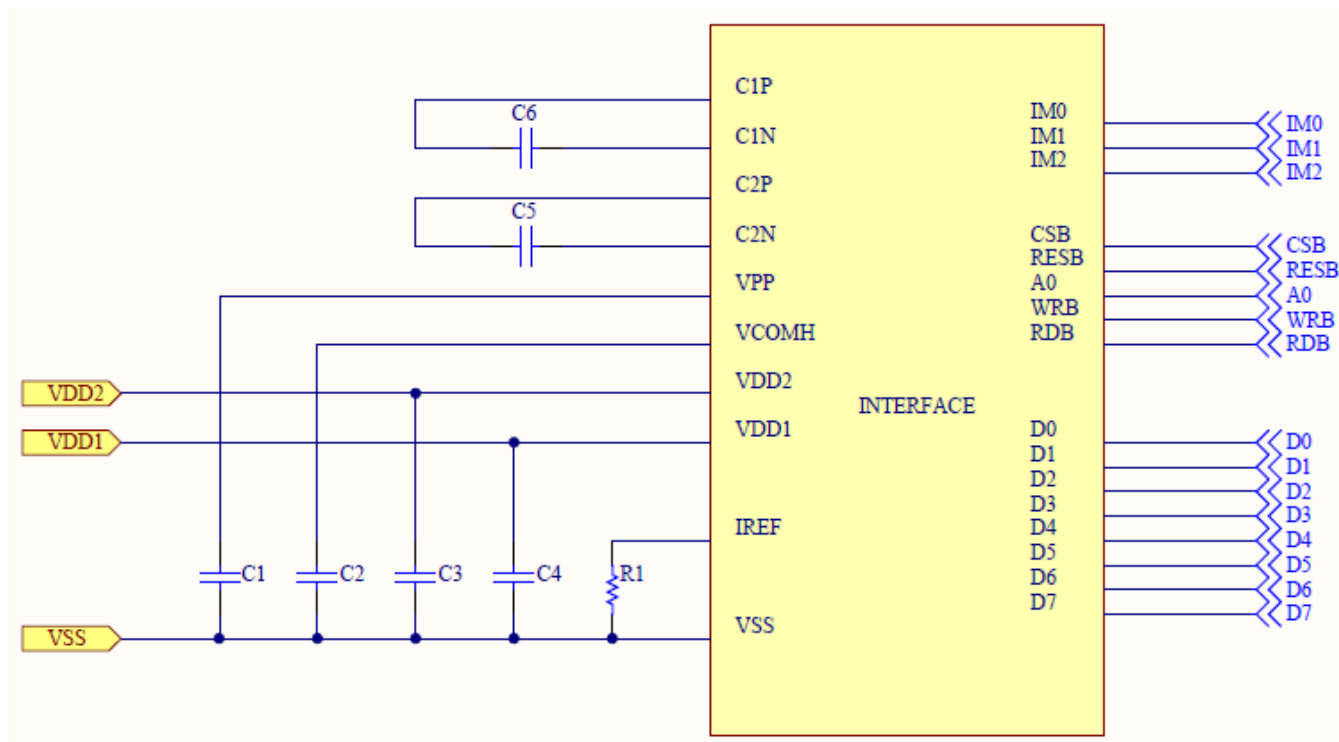 C1P
C6
IM0
IM0
C1N
IM1
IM1
IM2
IM2
C2P
C5
C2N
CSB
CSB
RESB
RESB
VPP
A0
A0
WRB
WRB
VCOMH
RDB
RDB
VDD2
VDD2
INTERFACE
VDD1
VDD1
D0
D0
D1
D1
D2
D2
D3
D3
IREF
D4
D4
D5
D5
C1
C2
C3
C4
R1
D6
D6
D7
D7
VSS
VSS